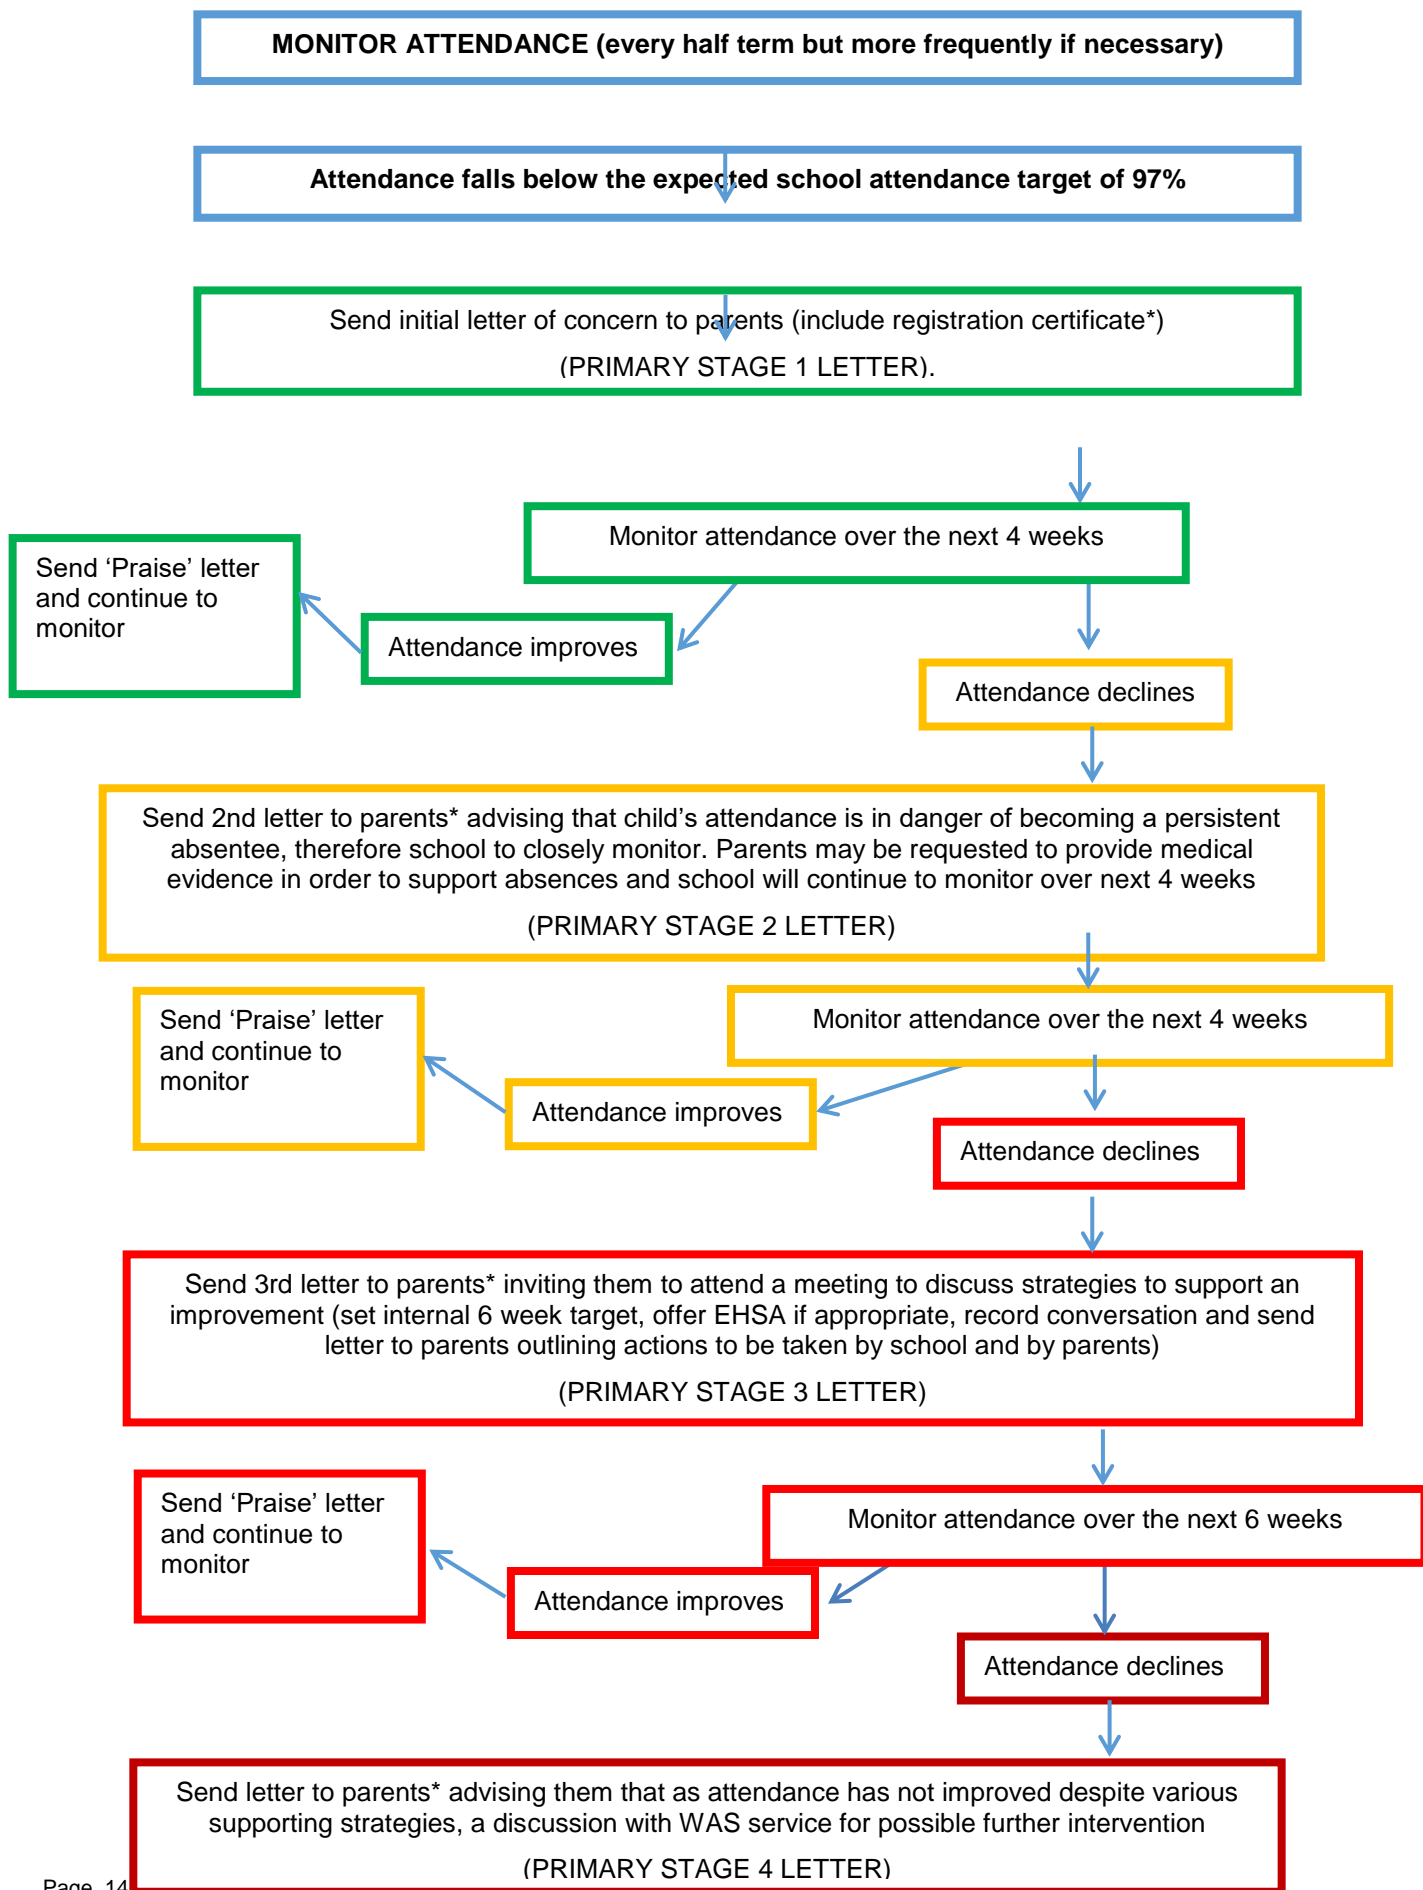 MONITOR ATTENDANCE (every half term but more frequently if necessary)
Attendance falls below the expected school attendance target of 97%
Send initial letter of concern to parents (include registration certificate*)
(PRIMARY STAGE 1 LETTER).
Monitor attendance over the next 4 weeks
Send ‘Praise’ letter
and continue to
monitor
Attendance improves
Attendance declines
Send 2nd letter to parents* advising that child’s attendance is in danger of becoming a persistent
absentee, therefore school to closely monitor. Parents may be requested to provide medical
evidence in order to support absences and school will continue to monitor over next 4 weeks
(PRIMARY STAGE 2 LETTER)
Send ‘Praise’ letter
and continue to
monitor
Monitor attendance over the next 4 weeks
Attendance improves
Attendance declines
Send 3rd letter to parents* inviting them to attend a meeting to discuss strategies to support an
improvement (set internal 6 week target, offer EHSA if appropriate, record conversation and send
letter to parents outlining actions to be taken by school and by parents)
(PRIMARY STAGE 3 LETTER)
Send ‘Praise’ letter
and continue to
monitor
Monitor attendance over the next 6 weeks
Attendance improves
Attendance declines
Send letter to parents* advising them that as attendance has not improved despite various
supporting strategies, a discussion with WAS service for possible further intervention
(PRIMARY STAGE 4 LETTER)
Page 14